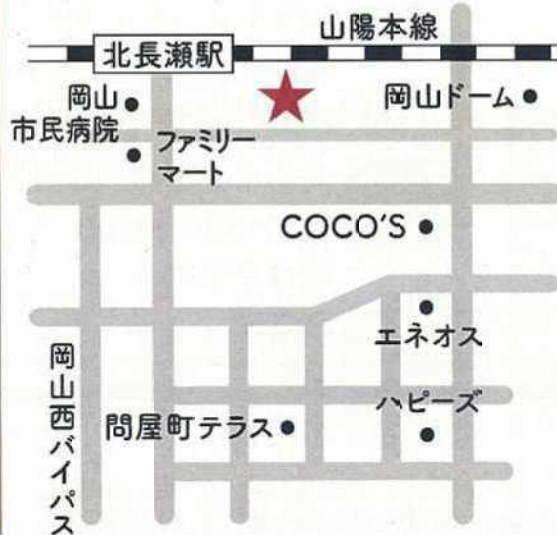 山陽本線
北長瀬駅
岡山
市民病院
岡山ドーム
ファミリー
マート
COCO'S
エネオス
岡山西バイパス
ハピーズ
問屋町テラス